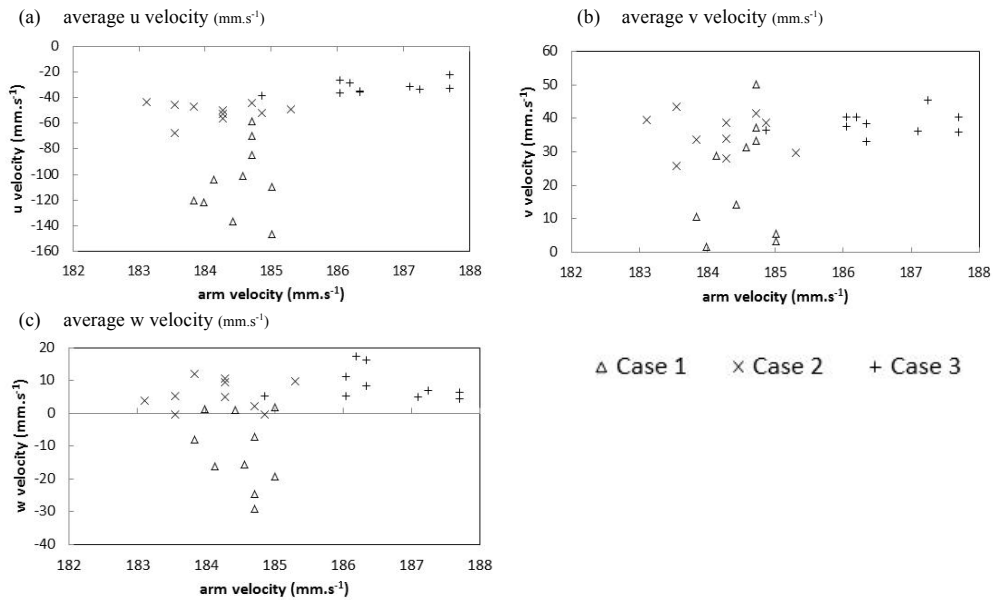 (a) average u velocity (mm.s⁻¹)
0
-20
-40
-60
-80
-100
-120
-140
-160
u velocity (mm.s⁻¹)
182 183 184 185 186 187 188
arm velocity (mm.s⁻¹)
(b) average v velocity (mm.s⁻¹)
60
50
40
30
20
10
0
v velocity (mm.s⁻¹)
182 183 184 185 186 187 188
arm velocity (mm.s⁻¹)
(c) average w velocity (mm.s⁻¹)
20
10
0
-10
-20
-30
-40
w velocity (mm.s⁻¹)
182 183 184 185 186 187 188
arm velocity (mm.s⁻¹)
Case 1 Case 2 Case 3